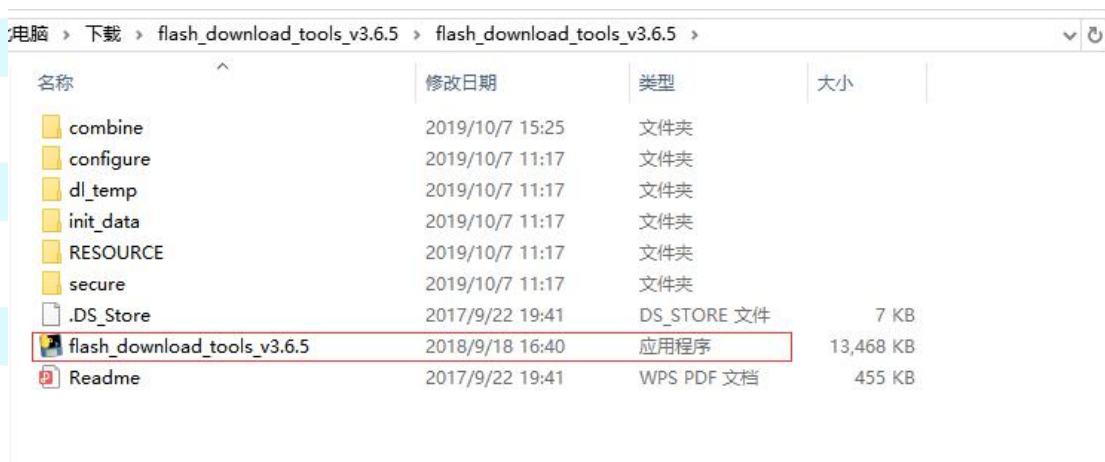 电脑 › 下载 › flash_download_tools_v3.6.5 › flash_download_tools_v3.6.5 ›
名称 修改日期 类型 大小
combine 2019/10/7 15:25 文件夹
configure 2019/10/7 11:17 文件夹
dl_temp 2019/10/7 11:17 文件夹
init_data 2019/10/7 11:17 文件夹
RESOURCE 2019/10/7 11:17 文件夹
secure 2019/10/7 11:17 文件夹
.DS_Store 2017/9/22 19:41 DS_STORE 文件 7 KB
flash_download_tools_v3.6.5 2018/9/18 16:40 应用程序 13,468 KB
Readme 2017/9/22 19:41 WPS PDF 文档 455 KB